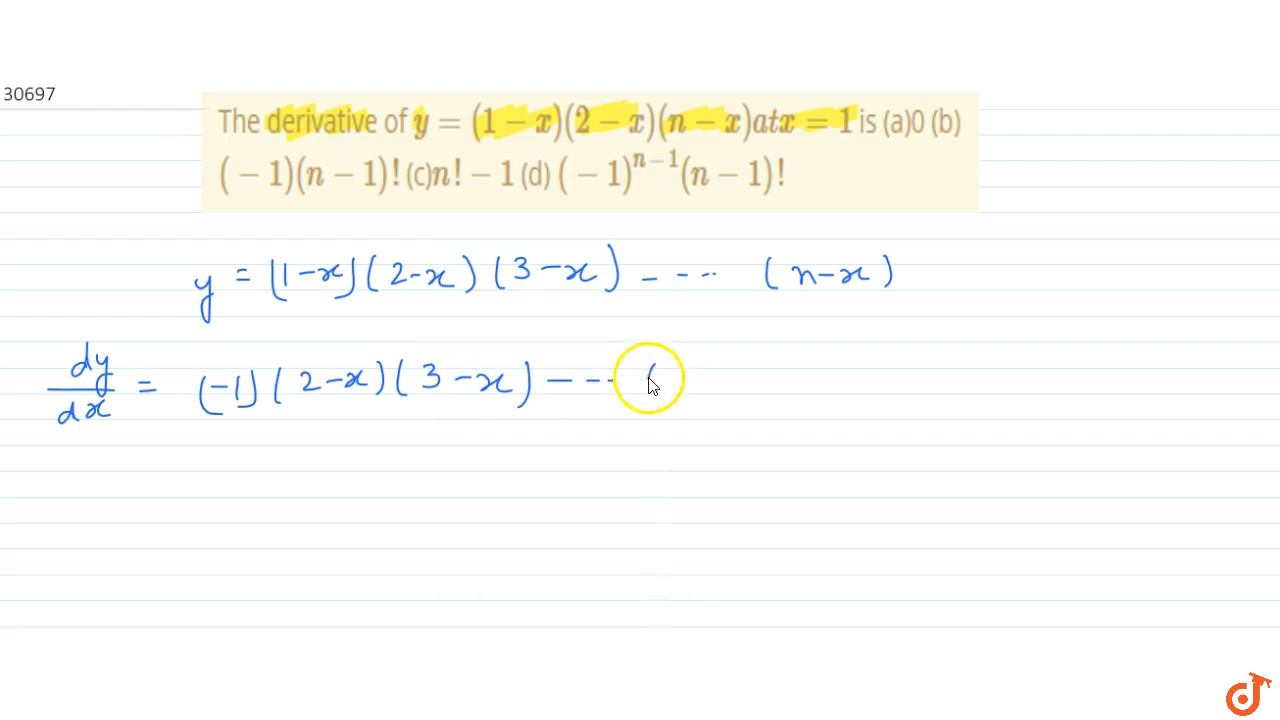 30697
The derivative of y = (1 − x)(2 − x)(n − x)atx = 1 is (a)0 (b)
(−1)(n − 1)! (c)n! − 1 (d) (−1)^{n−1}(n − 1)!
y = (1-x)(2-x)(3-x) - -- (n-x)
dy/dx = (-1)(2-x)(3-x) --- (